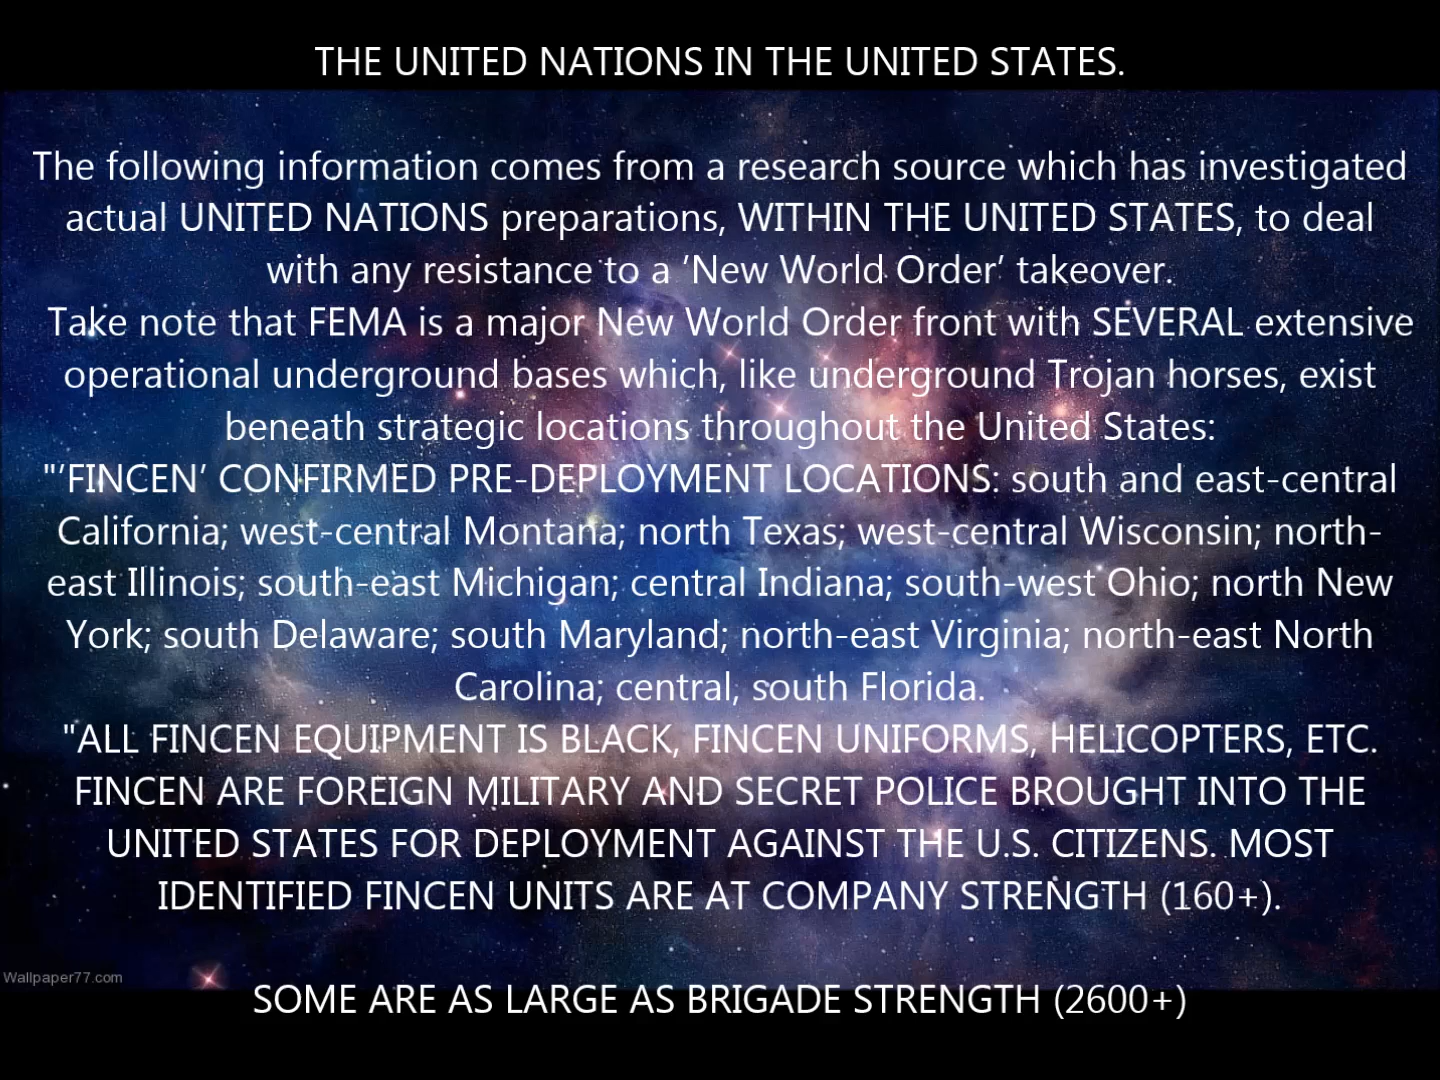 THE UNITED NATIONS IN THE UNITED STATES.
The following information comes from a research source which has investigated
actual UNITED NATIONS preparations, WITHIN THE UNITED STATES, to deal
with any resistance to a ’New World Order’ takeover.
Take note that FEMA is a major New World Order front with SEVERAL extensive
operational underground bases which, like underground Trojan horses, exist
beneath strategic locations throughout the United States:
"’FINCEN’ CONFIRMED PRE-DEPLOYMENT LOCATIONS: south and east-central
California; west-central Montana; north Texas; west-central Wisconsin; north-
east Illinois; south-east Michigan; central Indiana; south-west Ohio; north New
York; south Delaware; south Maryland; north-east Virginia; north-east North
Carolina; central, south Florida.
"ALL FINCEN EQUIPMENT IS BLACK, FINCEN UNIFORMS, HELICOPTERS, ETC.
FINCEN ARE FOREIGN MILITARY AND SECRET POLICE BROUGHT INTO THE
UNITED STATES FOR DEPLOYMENT AGAINST THE U.S. CITIZENS. MOST
IDENTIFIED FINCEN UNITS ARE AT COMPANY STRENGTH (160+).
Wallpaper77.com
SOME ARE AS LARGE AS BRIGADE STRENGTH (2600+)